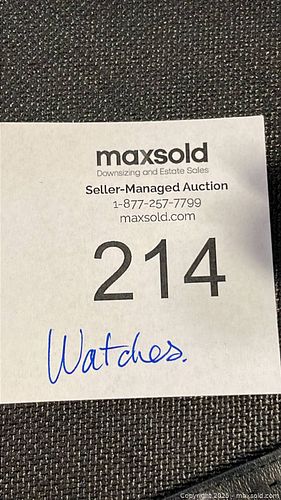 maxsold
Downsizing and Estate Sales
Seller-Managed Auction
1-877-257-7799
maxsold.com
214
Watches.
Copyright 2025 - maxsold.com